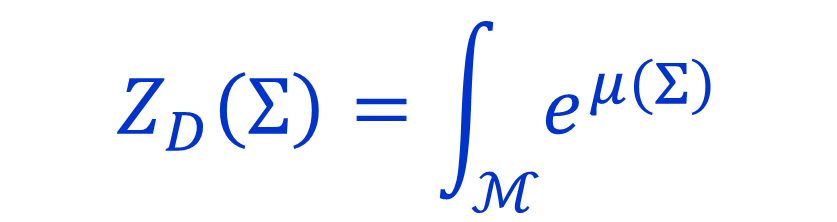 Z_D(Σ) = ∫_ℳ e^{μ(Σ)}